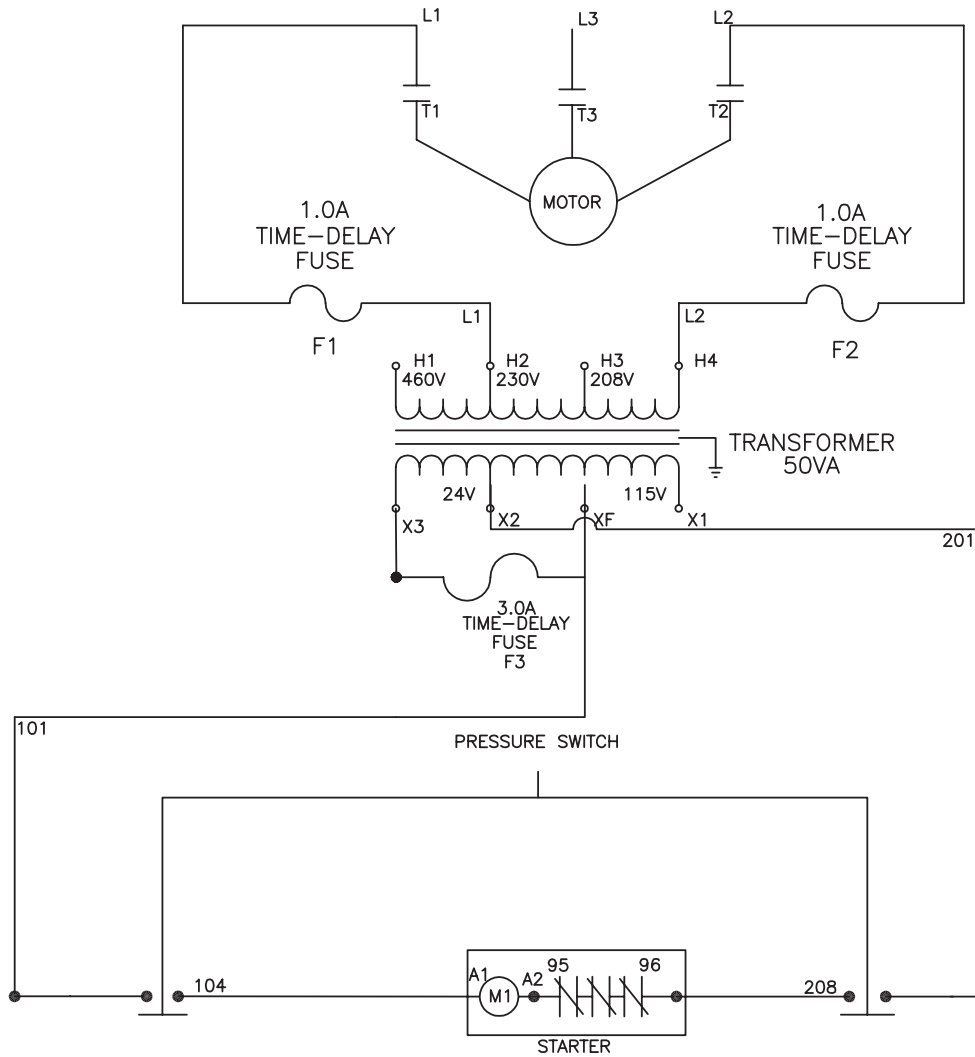 L1
L3
L2
T1
T3
T2
MOTOR
1.0A
TIME-DELAY
FUSE
1.0A
TIME-DELAY
FUSE
L1
L2
F1
F2
H1
460V
H2
230V
H3
208V
H4
TRANSFORMER
50VA
24V
115V
X3
X2
XF
X1
201
3.0A
TIME-DELAY
FUSE
F3
101
PRESSURE SWITCH
104
A1
M1
A2
95
96
208
STARTER